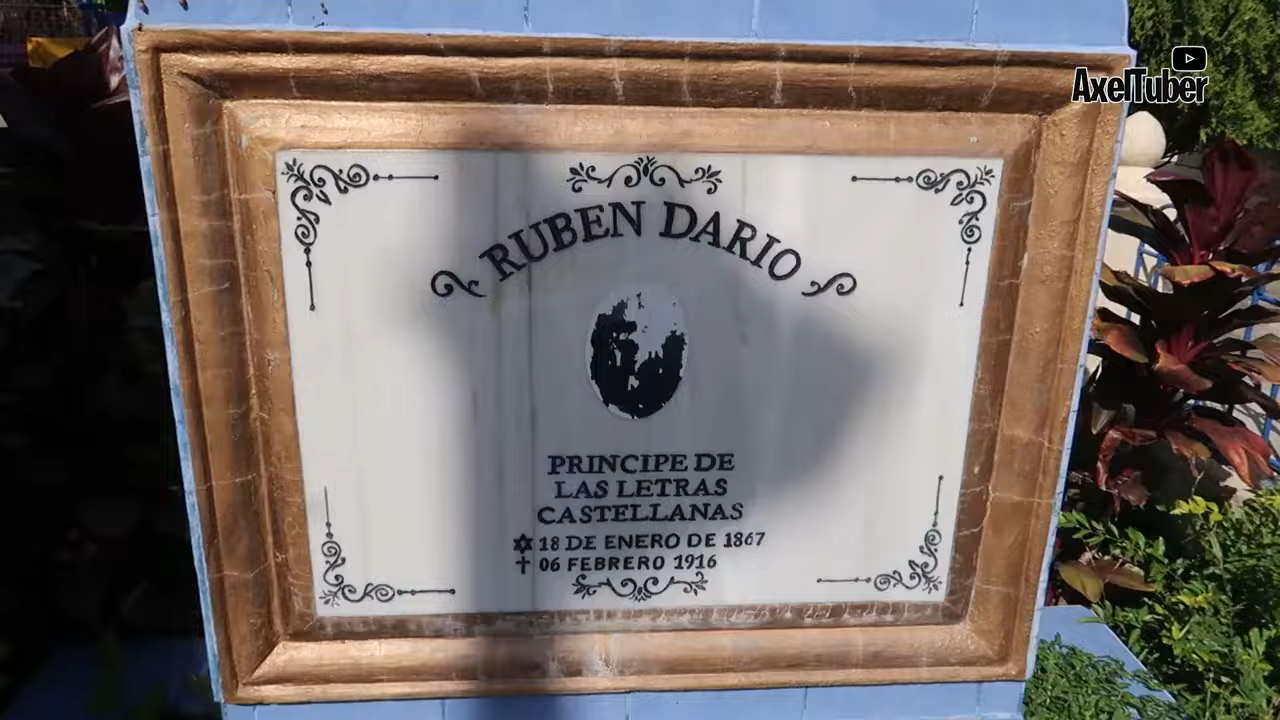 AxelTuber
RUBEN DARIO
PRINCIPE DE
LAS LETRAS
CASTELLANAS
18 DE ENERO DE 1867
06 FEBRERO 1916